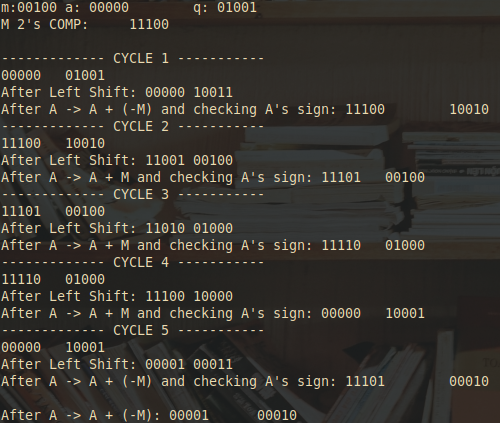 m:00100 a: 00000 q: 01001
M 2's COMP: 11100
------------- CYCLE 1 -----------
00000 01001
After Left Shift: 00000 10011
After A -> A + (-M) and checking A's sign: 11100 10010
------------- CYCLE 2 -----------
11100 10010
After Left Shift: 11001 00100
After A -> A + M and checking A's sign: 11101 00100
------------- CYCLE 3 -----------
11101 00100
After Left Shift: 11010 01000
After A -> A + M and checking A's sign: 11110 01000
------------- CYCLE 4 -----------
11110 01000
After Left Shift: 11100 10000
After A -> A + M and checking A's sign: 00000 10001
------------- CYCLE 5 -----------
00000 10001
After Left Shift: 00001 00011
After A -> A + (-M) and checking A's sign: 11101 00010
After A -> A + (-M): 00001 00010